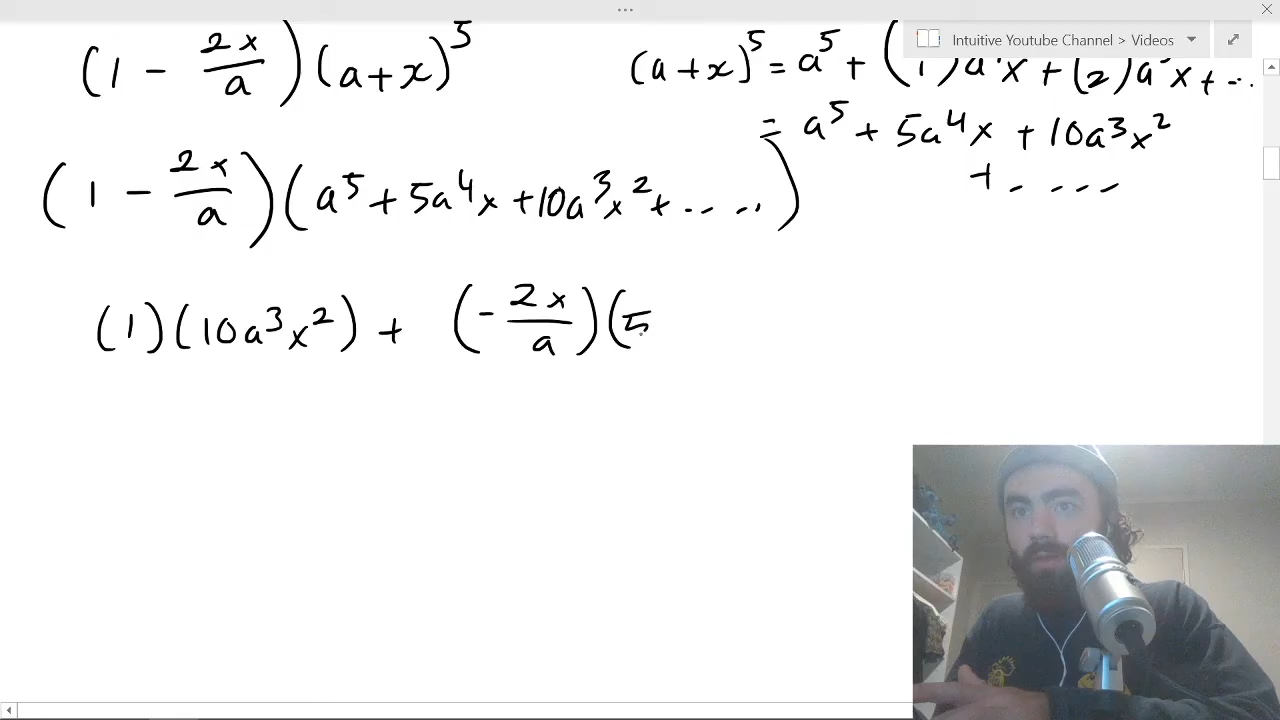 Intuitive Youtube Channel > Videos
(1 - 2x/a)(a+x)^5
(a+x)^5 = a^5 +
= a^5 + 5a^4x + 10a^3x^2
+ ....
(1 - 2x/a)(a^5 + 5a^4x + 10a^3x^2 + .....)
(1)(10a^3x^2) + (-2x/a)(5